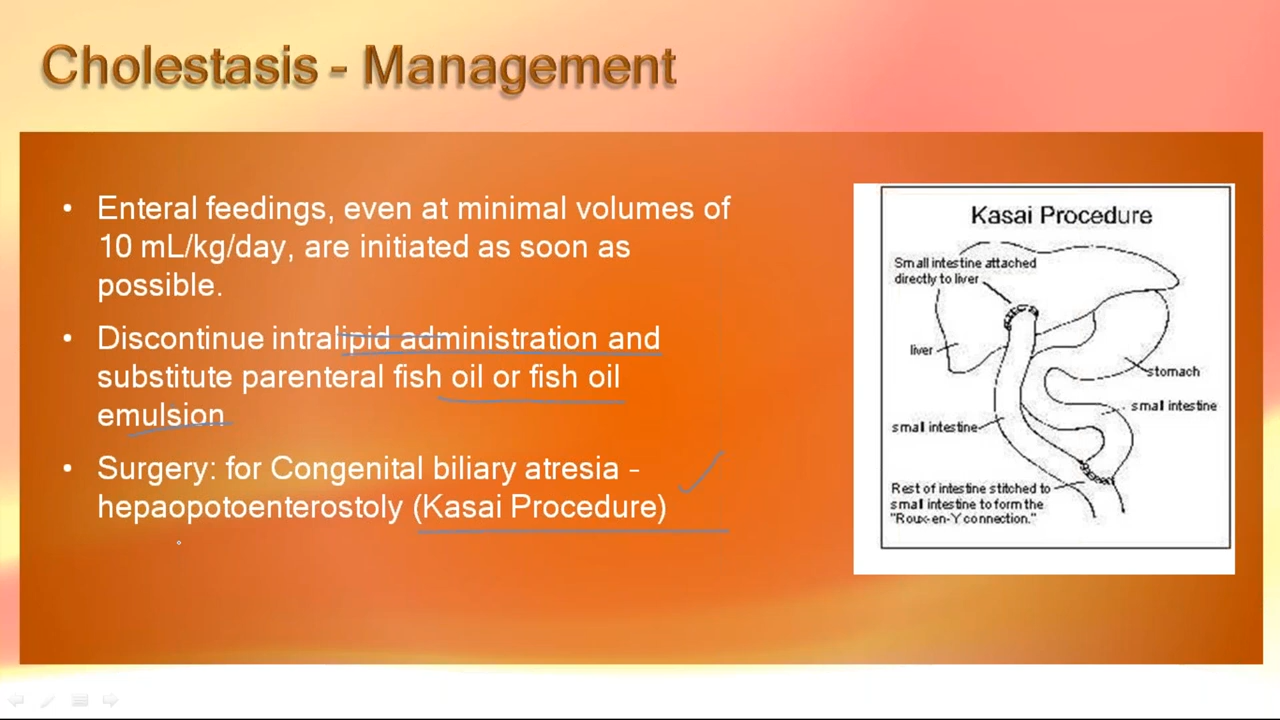 Cholestasis - Management
• Enteral feedings, even at minimal volumes of
10 mL/kg/day, are initiated as soon as
possible.
• Discontinue intralipid administration and
substitute parenteral fish oil or fish oil
emulsion
• Surgery: for Congenital biliary atresia -
hepaopotoenterostoly (Kasai Procedure)
Kasai Procedure
Small intestine attached
directly to liver
liver
stomach
small intestine
small intestine
Rest of intestine stitched to
small intestine to form the
"Roux-en-Y connection."